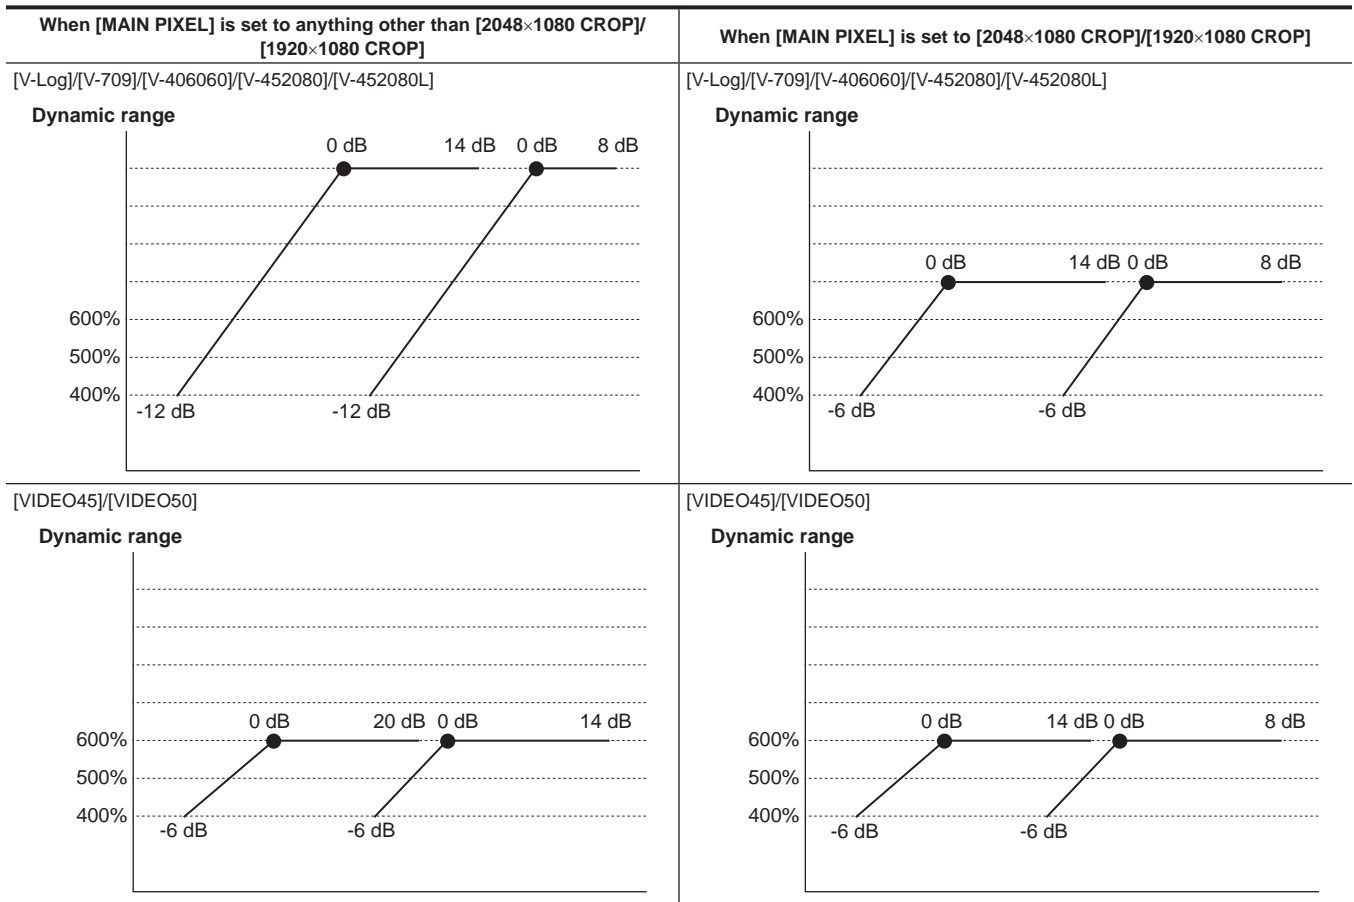 When [MAIN PIXEL] is set to anything other than [2048×1080 CROP]/
[1920×1080 CROP]
When [MAIN PIXEL] is set to [2048×1080 CROP]/[1920×1080 CROP]
[V-Log]/[V-709]/[V-406060]/[V-452080]/[V-452080L]
Dynamic range
0 dB 14 dB 0 dB 8 dB
600%
500%
400%
-12 dB -12 dB
[V-Log]/[V-709]/[V-406060]/[V-452080]/[V-452080L]
Dynamic range
0 dB 14 dB 0 dB 8 dB
600%
500%
400%
-6 dB -6 dB
[VIDEO45]/[VIDEO50]
Dynamic range
0 dB 20 dB 0 dB 14 dB
600%
500%
400%
-6 dB -6 dB
[VIDEO45]/[VIDEO50]
Dynamic range
0 dB 14 dB 0 dB 8 dB
600%
500%
400%
-6 dB -6 dB